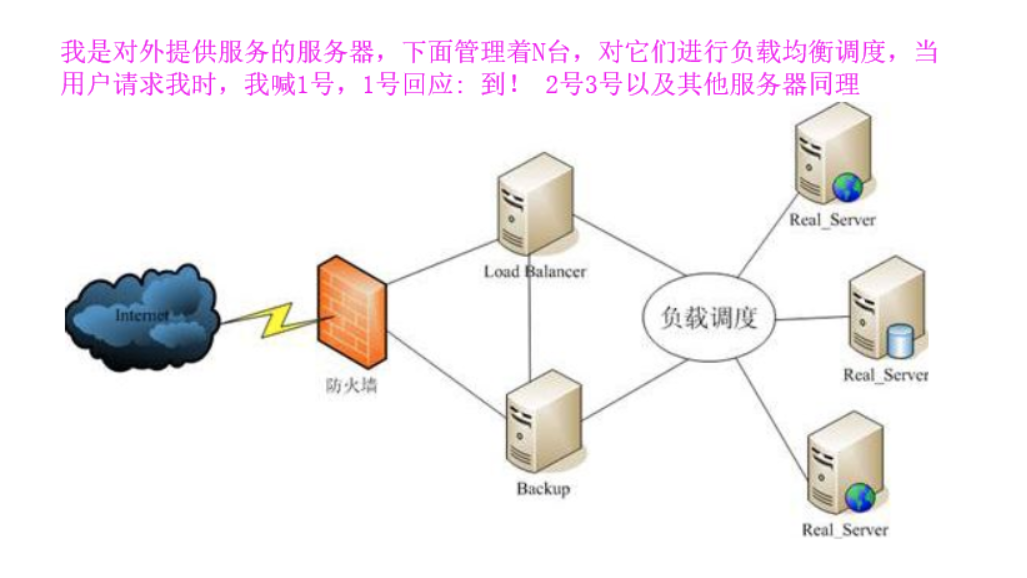 我是对外提供服务的服务器，下面管理着N台，对它们进行负载均衡调度，当
用户请求我时，我喊1号，1号回应: 到！ 2号3号以及其他服务器同理
Real_Server
Load Balancer
Internet
负载调度
Real_Server
防火墙
Backup
Real_Server